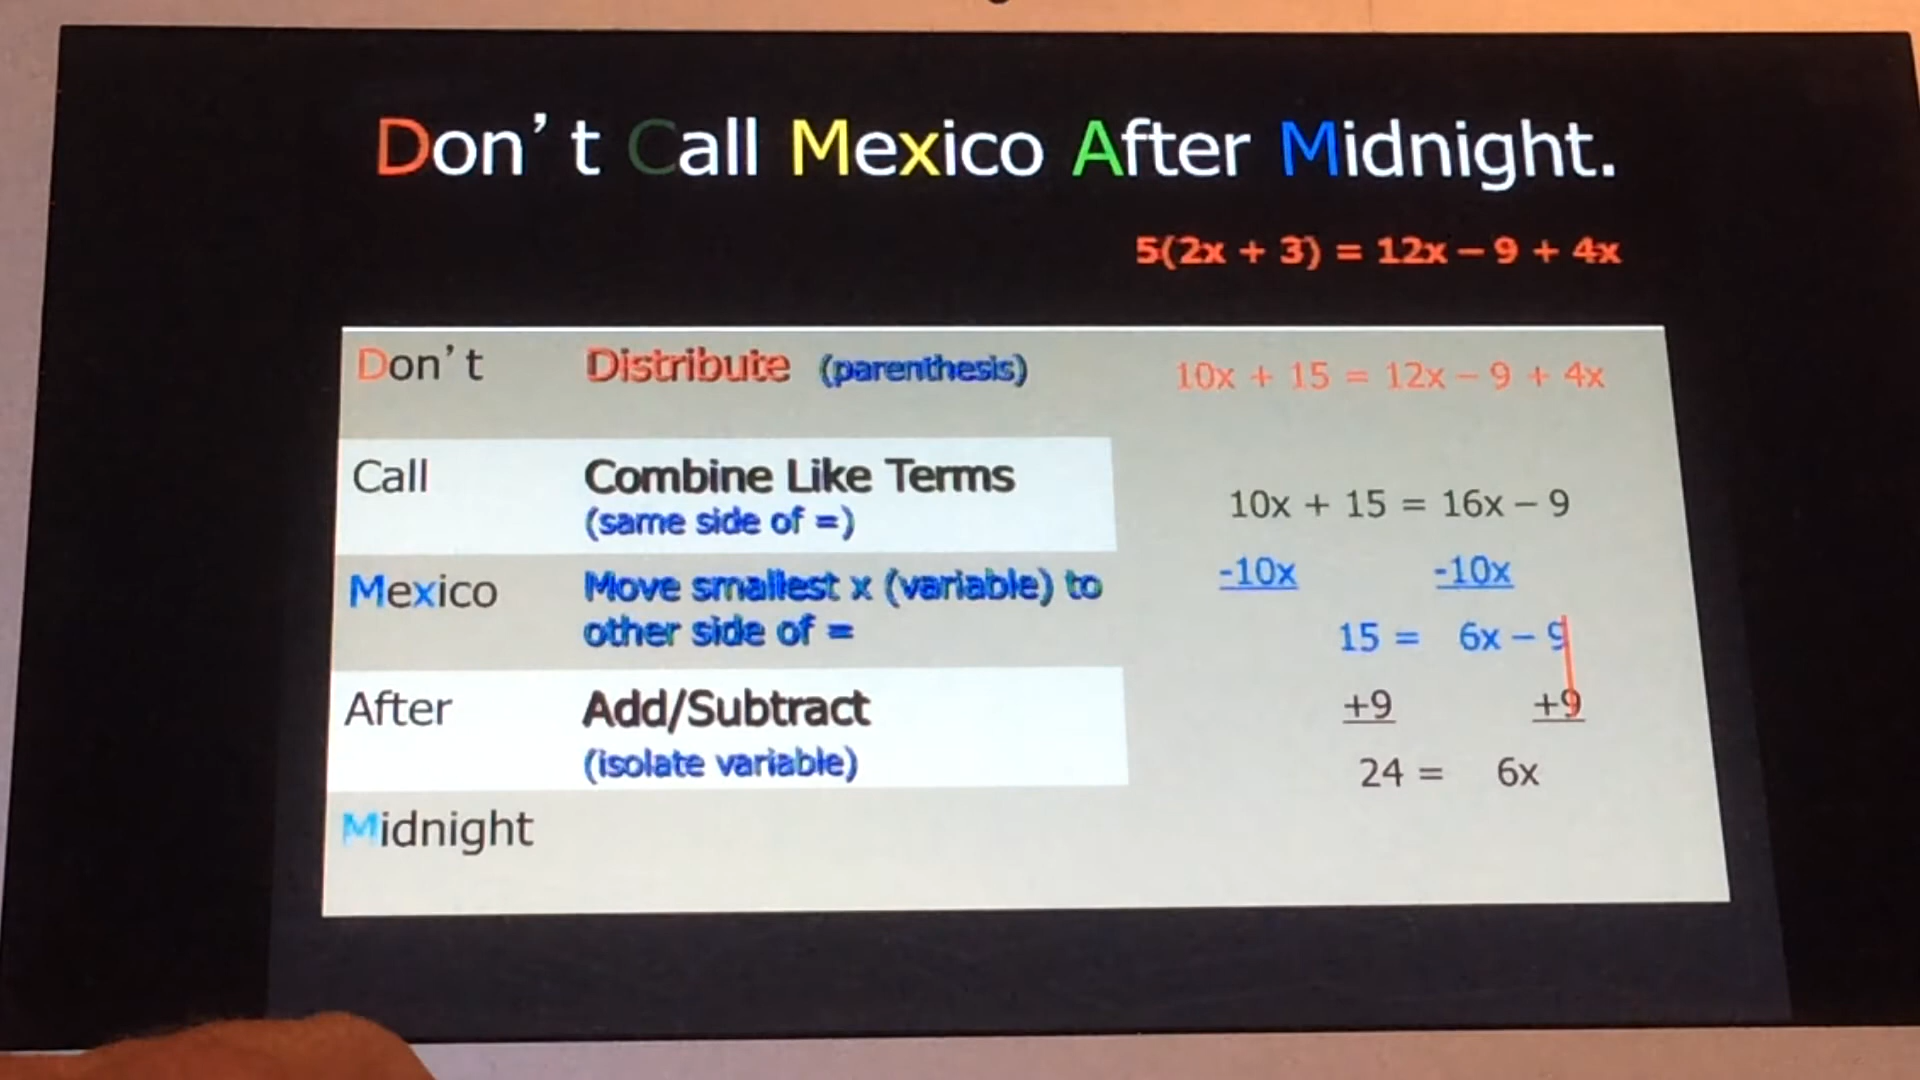 Don't Call Mexico After Midnight.
5(2x + 3) = 12x – 9 + 4x
Don't Distribute (parenthesis) 10x + 15 = 12x – 9 + 4x
Call Combine Like Terms
(same side of =)
10x + 15 = 16x – 9
-10x -10x
Mexico Move smallest x (variable) to
other side of =
15 = 6x – 9
After Add/Subtract
+9 +9
(isolate variable)
24 = 6x
Midnight